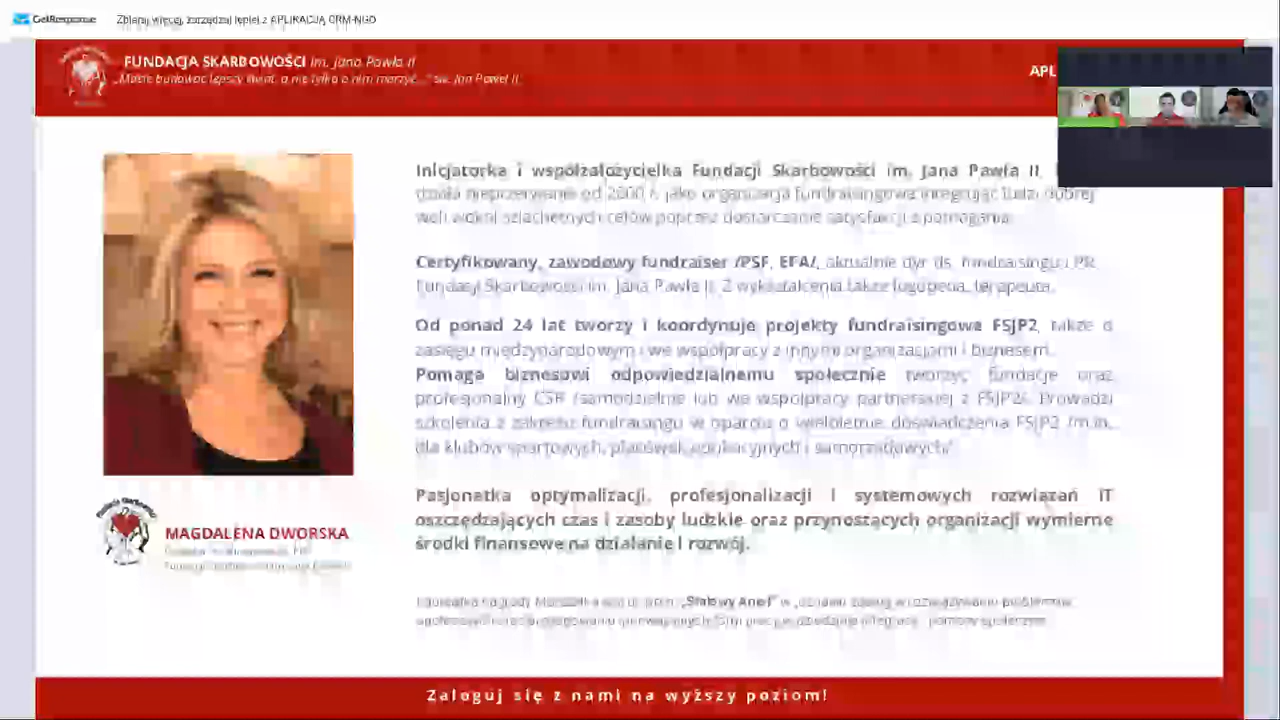 GetResponse Zbieraj więcej, zarządzaj lepiej z APLIKACJĄ CRM-NGO
FUNDACJA SKARBOWOŚCI im. Jana Pawła II
„Macie budować lepszy świat, a nie tylko o nim marzyć..." św. Jan Paweł II
APL
Inicjatorka i współzałożycielka Fundacji Skarbowości im. Jana Pawła II,
działa nieprzerwanie od 2000 r. jako organizacja fundraisingowa integrując ludzi dobrej
woli wokół szlachetnych celów poprzez dostarczanie satysfakcji z pomagania.
Certyfikowany, zawodowy fundraiser /PSF, EFA/, aktualnie dyr. ds. fundraisingu i PR
Fundacji Skarbowości im. Jana Pawła II. Z wykształcenia także logopeda, terapeuta.
Od ponad 24 lat tworzy i koordynuje projekty fundraisingowe FSJP2, także o
zasięgu międzynarodowym i we współpracy z innymi organizacjami i biznesem.
Pomaga biznesowi odpowiedzialnemu społecznie tworzyć fundacje oraz
profesjonalny CSR /samodzielnie lub we współpracy partnerskiej z FSJP2/. Prowadzi
szkolenia z zakresu fundraisingu w oparciu o wieloletnie doświadczenia FSJP2 /m.in.
dla klubów sportowych, placówek edukacyjnych i samorządowych/.
Pasjonatka optymalizacji, profesjonalizacji i systemowych rozwiązań IT
oszczędzających czas i zasoby ludzkie oraz przynoszących organizacji wymierne
środki finansowe na działanie i rozwój.
MAGDALENA DWORSKA
„Stalowy Anioł" w
Zaloguj się z nami na wyższy poziom!